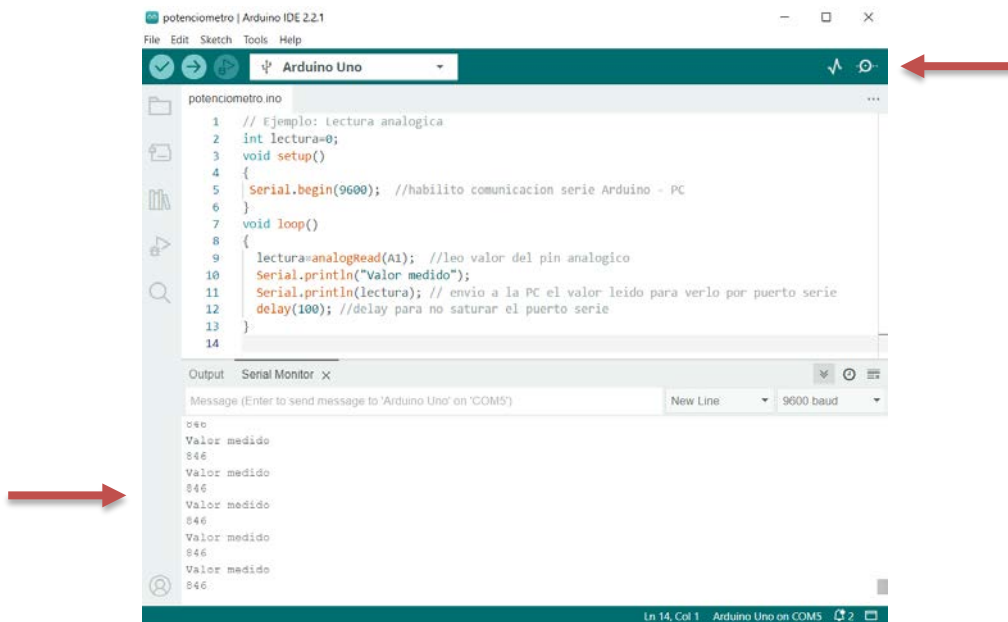 potenciometro | Arduino IDE 2.2.1
File Edit Sketch Tools Help
Arduino Uno
potenciometro.ino
1 // Ejemplo: Lectura analogica
2 int lectura=0;
3 void setup()
4 {
5 Serial.begin(9600); //habilito comunicacion serie Arduino - PC
6 }
7 void loop()
8 {
9 lectura=analogRead(A1); //leo valor del pin analogico
10 Serial.println("Valor medido");
11 Serial.println(lectura); // envio a la PC el valor leido para verlo por puerto serie
12 delay(100); //delay para no saturar el puerto serie
13 }
14
Output Serial Monitor
Message (Enter to send message to 'Arduino Uno' on 'COM5') New Line 9600 baud
846
Valor medido
846
Valor medido
846
Valor medido
846
Valor medido
846
Valor medido
846
Ln 14, Col 1 Arduino Uno on COM5 2